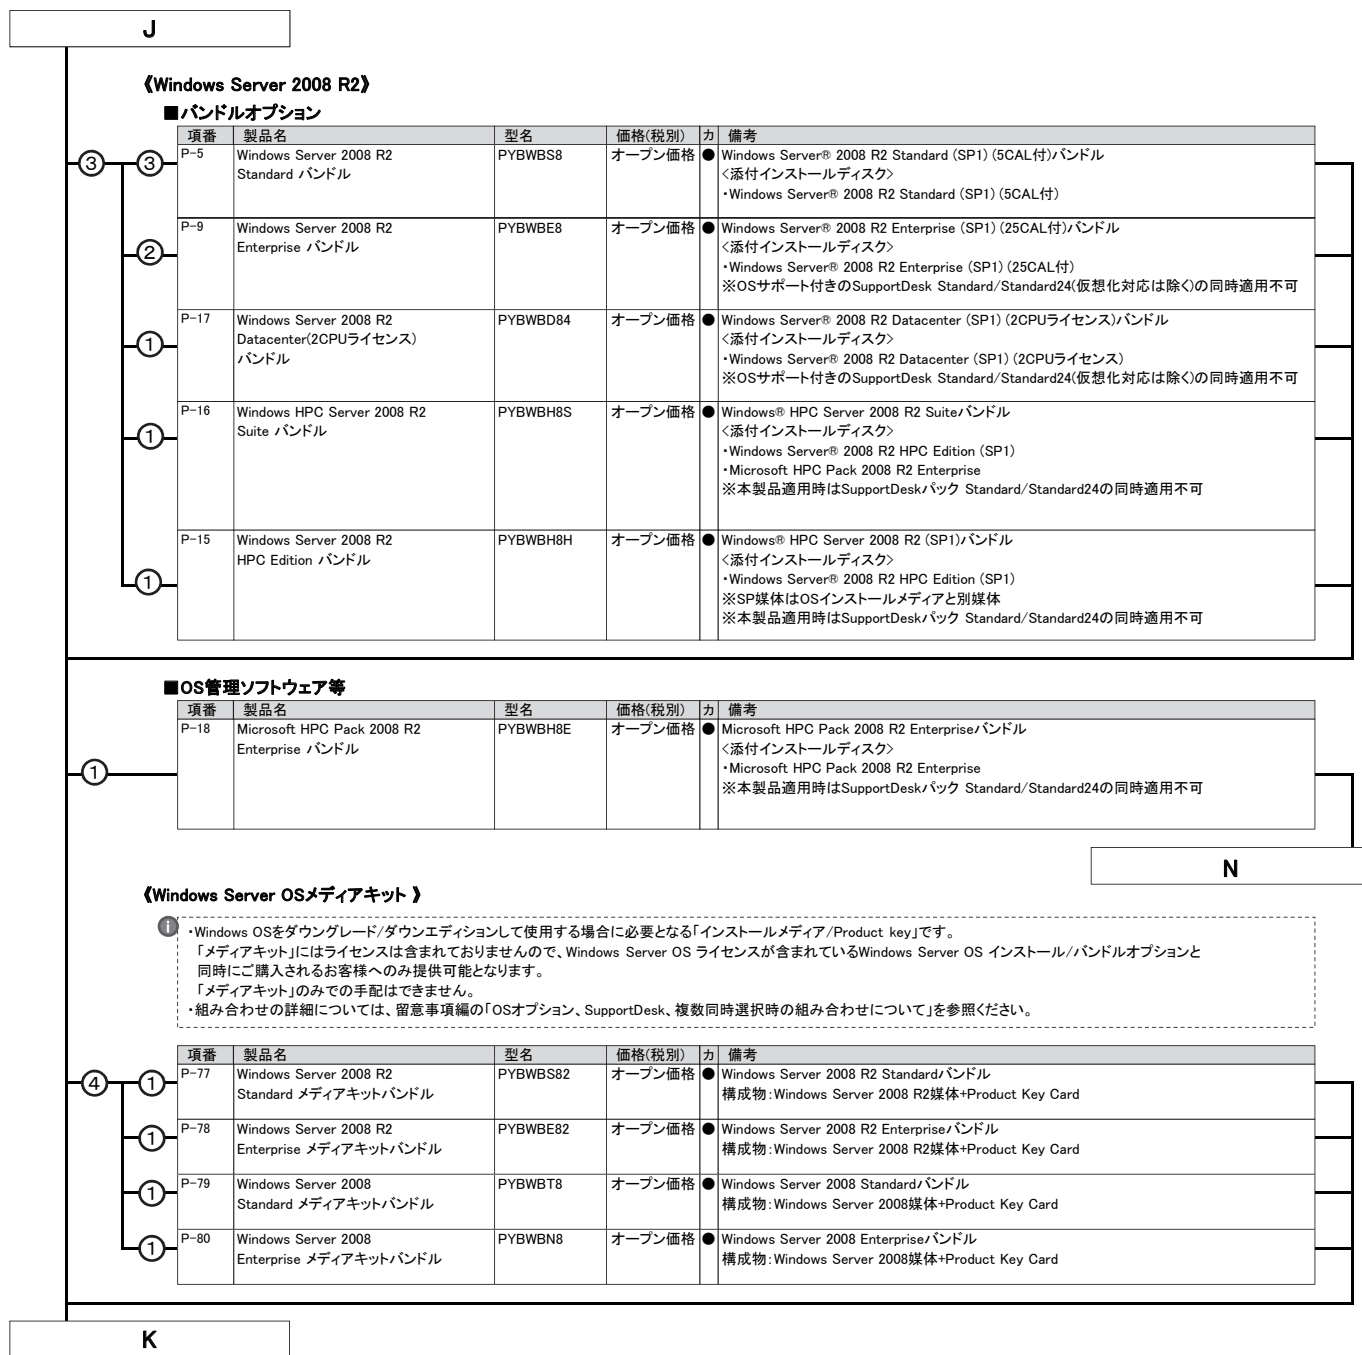 J
《Windows Server 2008 R2》
■バンドルオプション
項番 製品名 型名 価格(税別) カ 備考
③ ③ P-5 Windows Server 2008 R2 PYBWBS8 オープン価格 ● Windows Server® 2008 R2 Standard (SP1) (5CAL付)バンドル
Standard バンドル <添付インストールディスク>
・Windows Server® 2008 R2 Standard (SP1) (5CAL付)
② P-9 Windows Server 2008 R2 PYBWBE8 オープン価格 ● Windows Server® 2008 R2 Enterprise (SP1) (25CAL付)バンドル
Enterprise バンドル <添付インストールディスク>
・Windows Server® 2008 R2 Enterprise (SP1) (25CAL付)
※OSサポート付きのSupportDesk Standard/Standard24(仮想化対応は除く)の同時適用不可
① P-17 Windows Server 2008 R2 PYBWBD84 オープン価格 ● Windows Server® 2008 R2 Datacenter (SP1) (2CPUライセンス)バンドル
Datacenter(2CPUライセンス) <添付インストールディスク>
バンドル ・Windows Server® 2008 R2 Datacenter (SP1) (2CPUライセンス)
※OSサポート付きのSupportDesk Standard/Standard24(仮想化対応は除く)の同時適用不可
① P-16 Windows HPC Server 2008 R2 PYBWBH8S オープン価格 ● Windows® HPC Server 2008 R2 Suiteバンドル
Suite バンドル <添付インストールディスク>
・Windows Server® 2008 R2 HPC Edition (SP1)
・Microsoft HPC Pack 2008 R2 Enterprise
※本製品適用時はSupportDeskパック Standard/Standard24の同時適用不可
① P-15 Windows Server 2008 R2 PYBWBH8H オープン価格 ● Windows® HPC Server 2008 R2 (SP1)バンドル
HPC Edition バンドル <添付インストールディスク>
・Windows Server® 2008 R2 HPC Edition (SP1)
※SP媒体はOSインストールメディアと別媒体
※本製品適用時はSupportDeskパック Standard/Standard24の同時適用不可
■OS管理ソフトウェア等
項番 製品名 型名 価格(税別) カ 備考
① P-18 Microsoft HPC Pack 2008 R2 PYBWBH8E オープン価格 ● Microsoft HPC Pack 2008 R2 Enterpriseバンドル
Enterprise バンドル <添付インストールディスク>
・Microsoft HPC Pack 2008 R2 Enterprise
※本製品適用時はSupportDeskパック Standard/Standard24の同時適用不可
N
《Windows Server OSメディアキット 》
i ・Windows OSをダウングレード/ダウンエディションして使用する場合に必要となる「インストールメディア/Product key」です。
「メディアキット」にはライセンスは含まれておりませんので、Windows Server OS ライセンスが含まれているWindows Server OS インストール/バンドルオプションと
同時にご購入されるお客様へのみ提供可能となります。
「メディアキット」のみでの手配はできません。
・組み合わせの詳細については、留意事項編の「OSオプション、SupportDesk、複数同時選択時の組み合わせについて」を参照ください。
項番 製品名 型名 価格(税別) カ 備考
④ ① P-77 Windows Server 2008 R2 PYBWBS82 オープン価格 ● Windows Server 2008 R2 Standardバンドル
Standard メディアキットバンドル 構成物:Windows Server 2008 R2媒体+Product Key Card
① P-78 Windows Server 2008 R2 PYBWBE82 オープン価格 ● Windows Server 2008 R2 Enterpriseバンドル
Enterprise メディアキットバンドル 構成物:Windows Server 2008 R2媒体+Product Key Card
① P-79 Windows Server 2008 PYBWBT8 オープン価格 ● Windows Server 2008 Standardバンドル
Standard メディアキットバンドル 構成物:Windows Server 2008媒体+Product Key Card
① P-80 Windows Server 2008 PYBWBN8 オープン価格 ● Windows Server 2008 Enterpriseバンドル
Enterprise メディアキットバンドル 構成物:Windows Server 2008媒体+Product Key Card
K